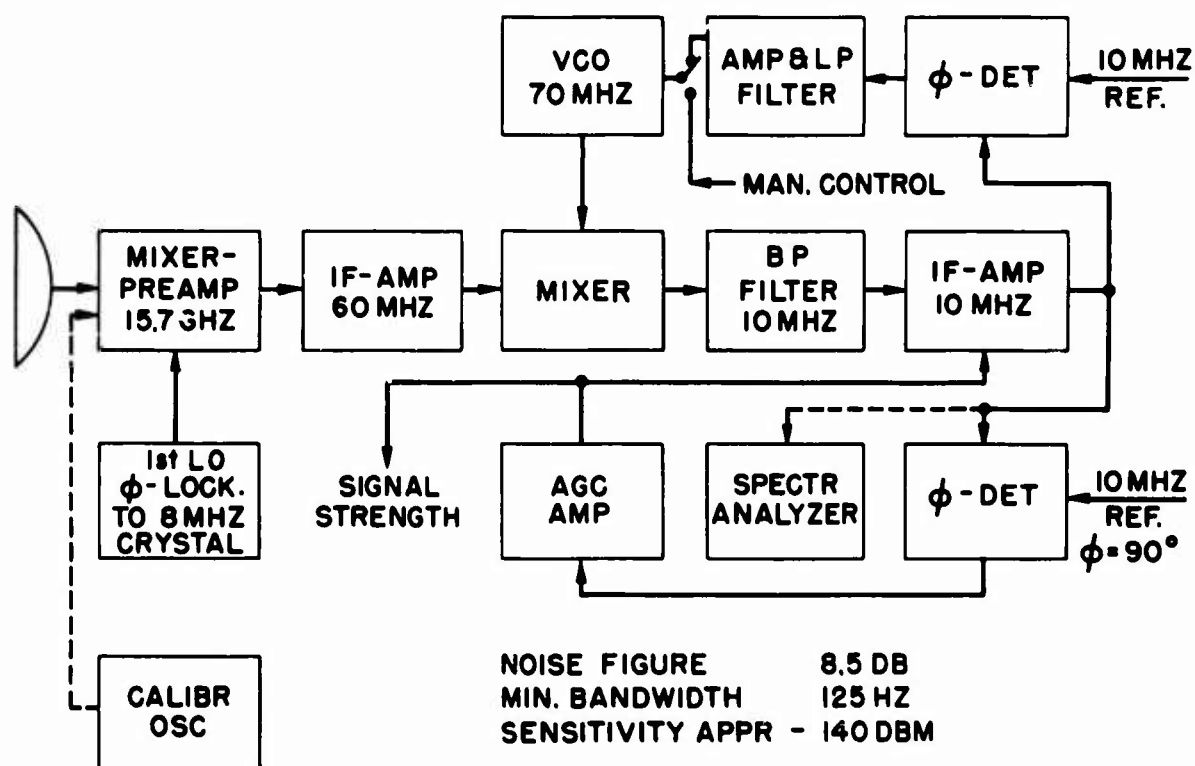 VCO
70 MHZ
AMP & LP
FILTER
ϕ-DET
10 MHZ
REF.
MAN. CONTROL
MIXER-
PREAMP
15.7 GHZ
IF-AMP
60 MHZ
MIXER
BP
FILTER
10 MHZ
IF-AMP
10 MHZ
1st LO
ϕ-LOCK.
TO 8 MHZ
CRYSTAL
SIGNAL
STRENGTH
AGC
AMP
SPECTR
ANALYZER
ϕ-DET
10 MHZ
REF.
ϕ=90°
CALIBR
OSC
NOISE FIGURE 8,5 DB
MIN. BANDWIDTH 125 HZ
SENSITIVITY APPR - 140 DBM